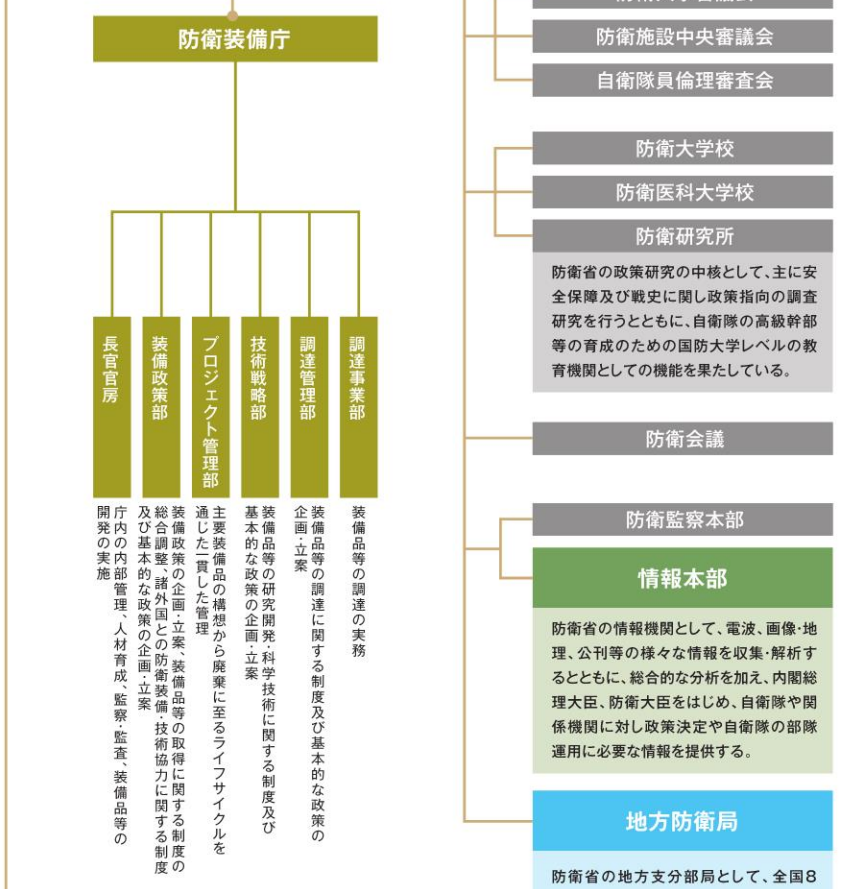 防衛装備庁
長官官房
庁内の内部管理、人材育成、監察・監査、装備品等の
開発の実施
装備政策部
装備政策の企画・立案、装備品等の取得に関する制度の
総合調整、諸外国との防衛装備・技術協力に関する制度
及び基本的な政策の企画・立案
プロジェクト管理部
主要装備品の構想から廃棄に至るライフサイクルを
通じた一貫した管理
技術戦略部
装備品等の研究開発・科学技術に関する制度及び
基本的な政策の企画・立案
調達管理部
装備品等の調達に関する制度及び基本的な政策の
企画・立案
調達事業部
装備品等の調達の実務
防衛施設中央審議会
自衛隊員倫理審査会
防衛大学校
防衛医科大学校
防衛研究所
防衛省の政策研究の中核として、主に安
全保障及び戦史に関し政策指向の調査
研究を行うとともに、自衛隊の高級幹部
等の育成のための国防大学レベルの教
育機関としての機能を果たしている。
防衛会議
防衛監察本部
情報本部
防衛省の情報機関として、電波、画像・地
理、公刊等の様々な情報を収集・解析す
るとともに、総合的な分析を加え、内閣総
理大臣、防衛大臣をはじめ、自衛隊や関
係機関に対し政策決定や自衛隊の部隊
運用に必要な情報を提供する。
地方防衛局
防衛省の地方支分部局として、全国8